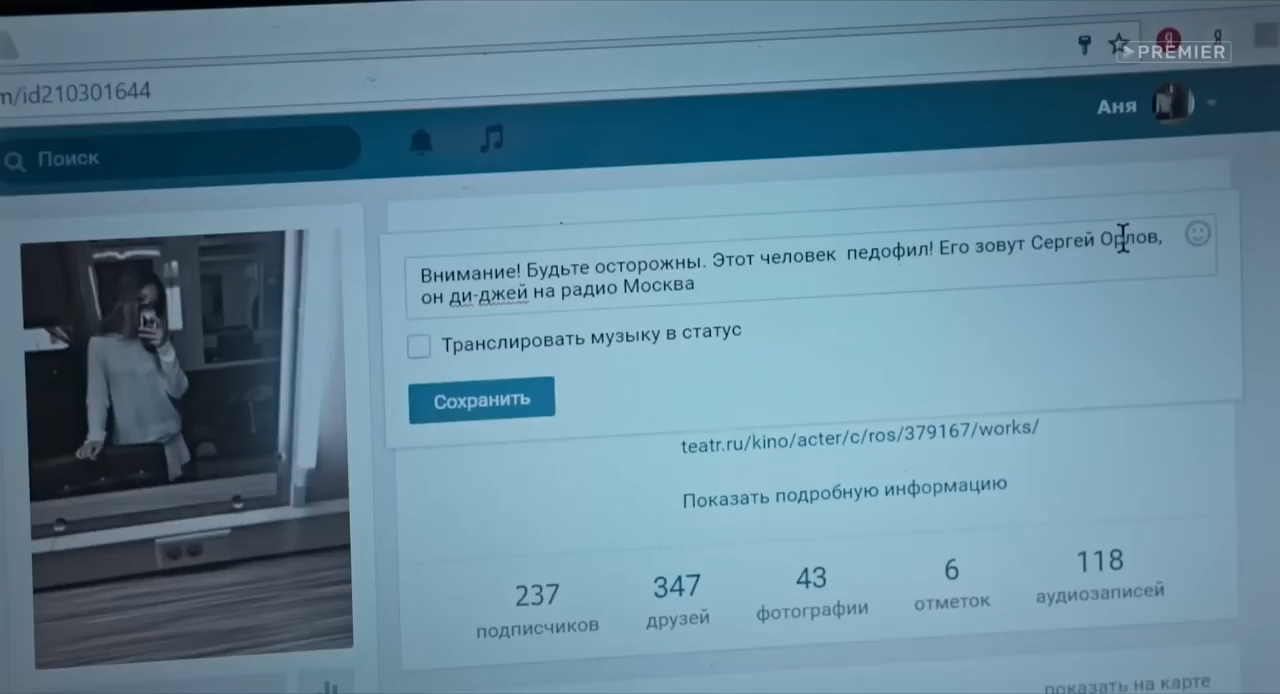 PREMIER
m/id210301644
Аня
Поиск
Внимание! Будьте осторожны. Этот человек педофил! Его зовут Сергей Орлов,
он ди-джей на радио Москва
Транслировать музыку в статус
Сохранить
teatr.ru/kino/acter/c/ros/379167/works/
Показать подробную информацию
237 347 43 6 118
подписчиков друзей фотографии отметок аудиозаписей
показать на карте